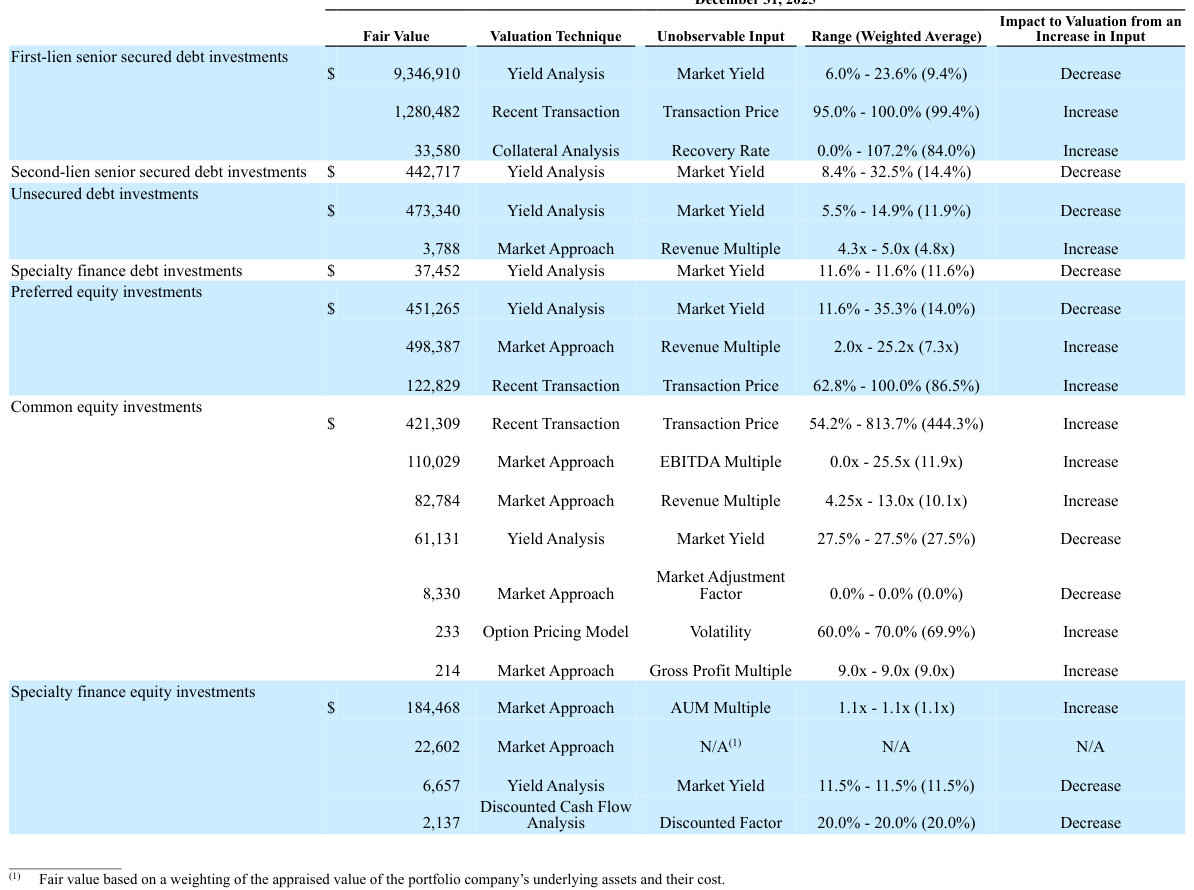 December 31, 2025
Fair Value Valuation Technique Unobservable Input Range (Weighted Average) Impact to Valuation from an Increase in Input
First-lien senior secured debt investments
$ 9,346,910 Yield Analysis Market Yield 6.0% - 23.6% (9.4%) Decrease
1,280,482 Recent Transaction Transaction Price 95.0% - 100.0% (99.4%) Increase
33,580 Collateral Analysis Recovery Rate 0.0% - 107.2% (84.0%) Increase
Second-lien senior secured debt investments $ 442,717 Yield Analysis Market Yield 8.4% - 32.5% (14.4%) Decrease
Unsecured debt investments
$ 473,340 Yield Analysis Market Yield 5.5% - 14.9% (11.9%) Decrease
3,788 Market Approach Revenue Multiple 4.3x - 5.0x (4.8x) Increase
Specialty finance debt investments $ 37,452 Yield Analysis Market Yield 11.6% - 11.6% (11.6%) Decrease
Preferred equity investments
$ 451,265 Yield Analysis Market Yield 11.6% - 35.3% (14.0%) Decrease
498,387 Market Approach Revenue Multiple 2.0x - 25.2x (7.3x) Increase
122,829 Recent Transaction Transaction Price 62.8% - 100.0% (86.5%) Increase
Common equity investments
$ 421,309 Recent Transaction Transaction Price 54.2% - 813.7% (444.3%) Increase
110,029 Market Approach EBITDA Multiple 0.0x - 25.5x (11.9x) Increase
82,784 Market Approach Revenue Multiple 4.25x - 13.0x (10.1x) Increase
61,131 Yield Analysis Market Yield 27.5% - 27.5% (27.5%) Decrease
8,330 Market Approach Market Adjustment Factor 0.0% - 0.0% (0.0%) Decrease
233 Option Pricing Model Volatility 60.0% - 70.0% (69.9%) Increase
214 Market Approach Gross Profit Multiple 9.0x - 9.0x (9.0x) Increase
Specialty finance equity investments
$ 184,468 Market Approach AUM Multiple 1.1x - 1.1x (1.1x) Increase
22,602 Market Approach N/A(1) N/A N/A
6,657 Yield Analysis Market Yield 11.5% - 11.5% (11.5%) Decrease
2,137 Discounted Cash Flow Analysis Discounted Factor 20.0% - 20.0% (20.0%) Decrease
(1) Fair value based on a weighting of the appraised value of the portfolio company's underlying assets and their cost.